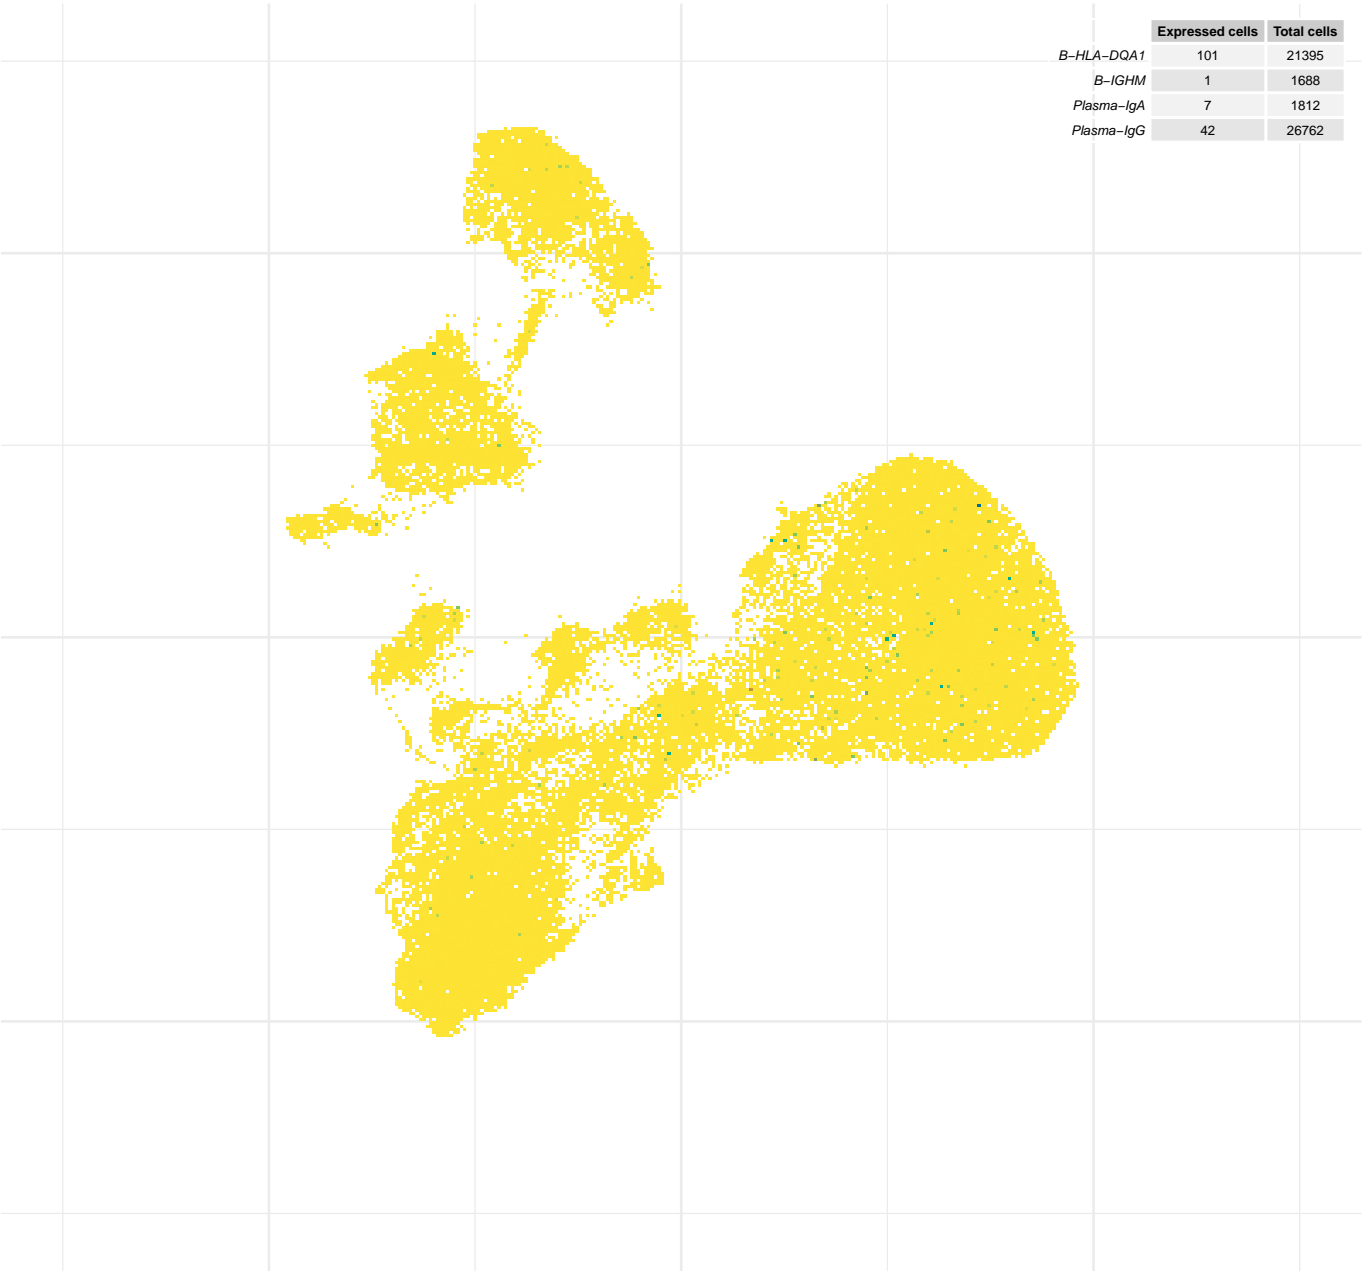 Expressed cells Total cells
B–HLA–DQA1 101 21395
B–IGHM 1 1688
Plasma–IgA 7 1812
Plasma–IgG 42 26762